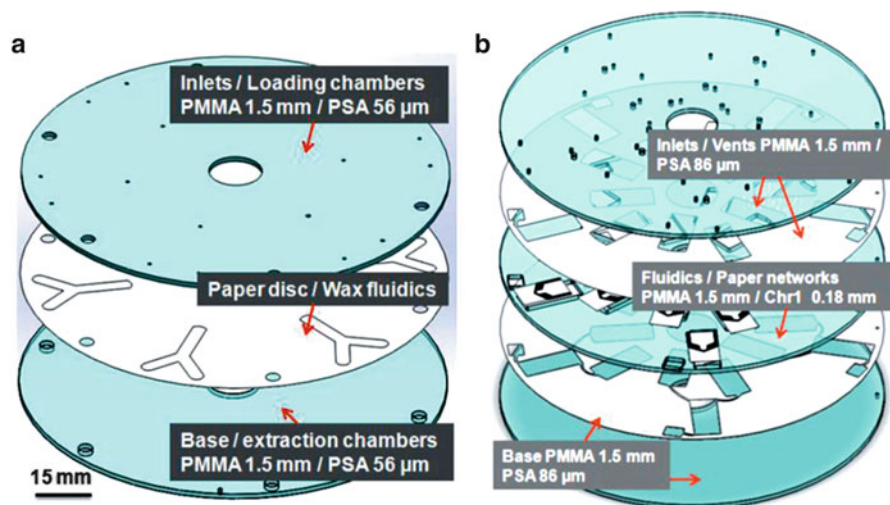 a
Inlets / Loading chambers
PMMA 1.5 mm / PSA 56 µm
Paper disc / Wax fluidics
Base / extraction chambers
PMMA 1.5 mm / PSA 56 µm
15 mm
b
Inlets / Vents PMMA 1.5 mm /
PSA 86 µm
Fluidics / Paper networks
PMMA 1.5 mm / Chr1 0.18 mm
Base PMMA 1.5 mm
PSA 86 µm